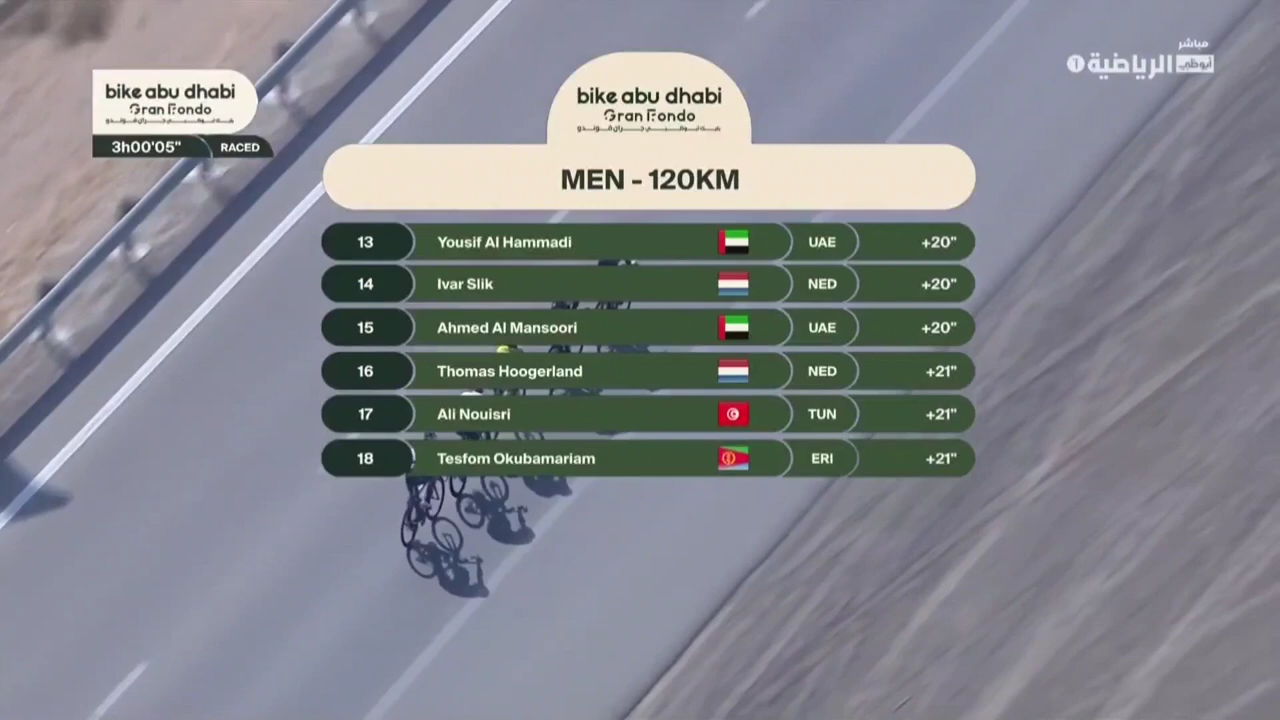 مباشر
أبوظبي الرياضية 1
bike abu dhabi
Gran Fondo
3h00'05" RACED
bike abu dhabi
Gran Fondo
MEN - 120KM
13 Yousif Al Hammadi UAE +20"
14 Ivar Slik NED +20"
15 Ahmed Al Mansoori UAE +20"
16 Thomas Hoogerland NED +21"
17 Ali Nouisri TUN +21"
18 Tesfom Okubamariam ERI +21"